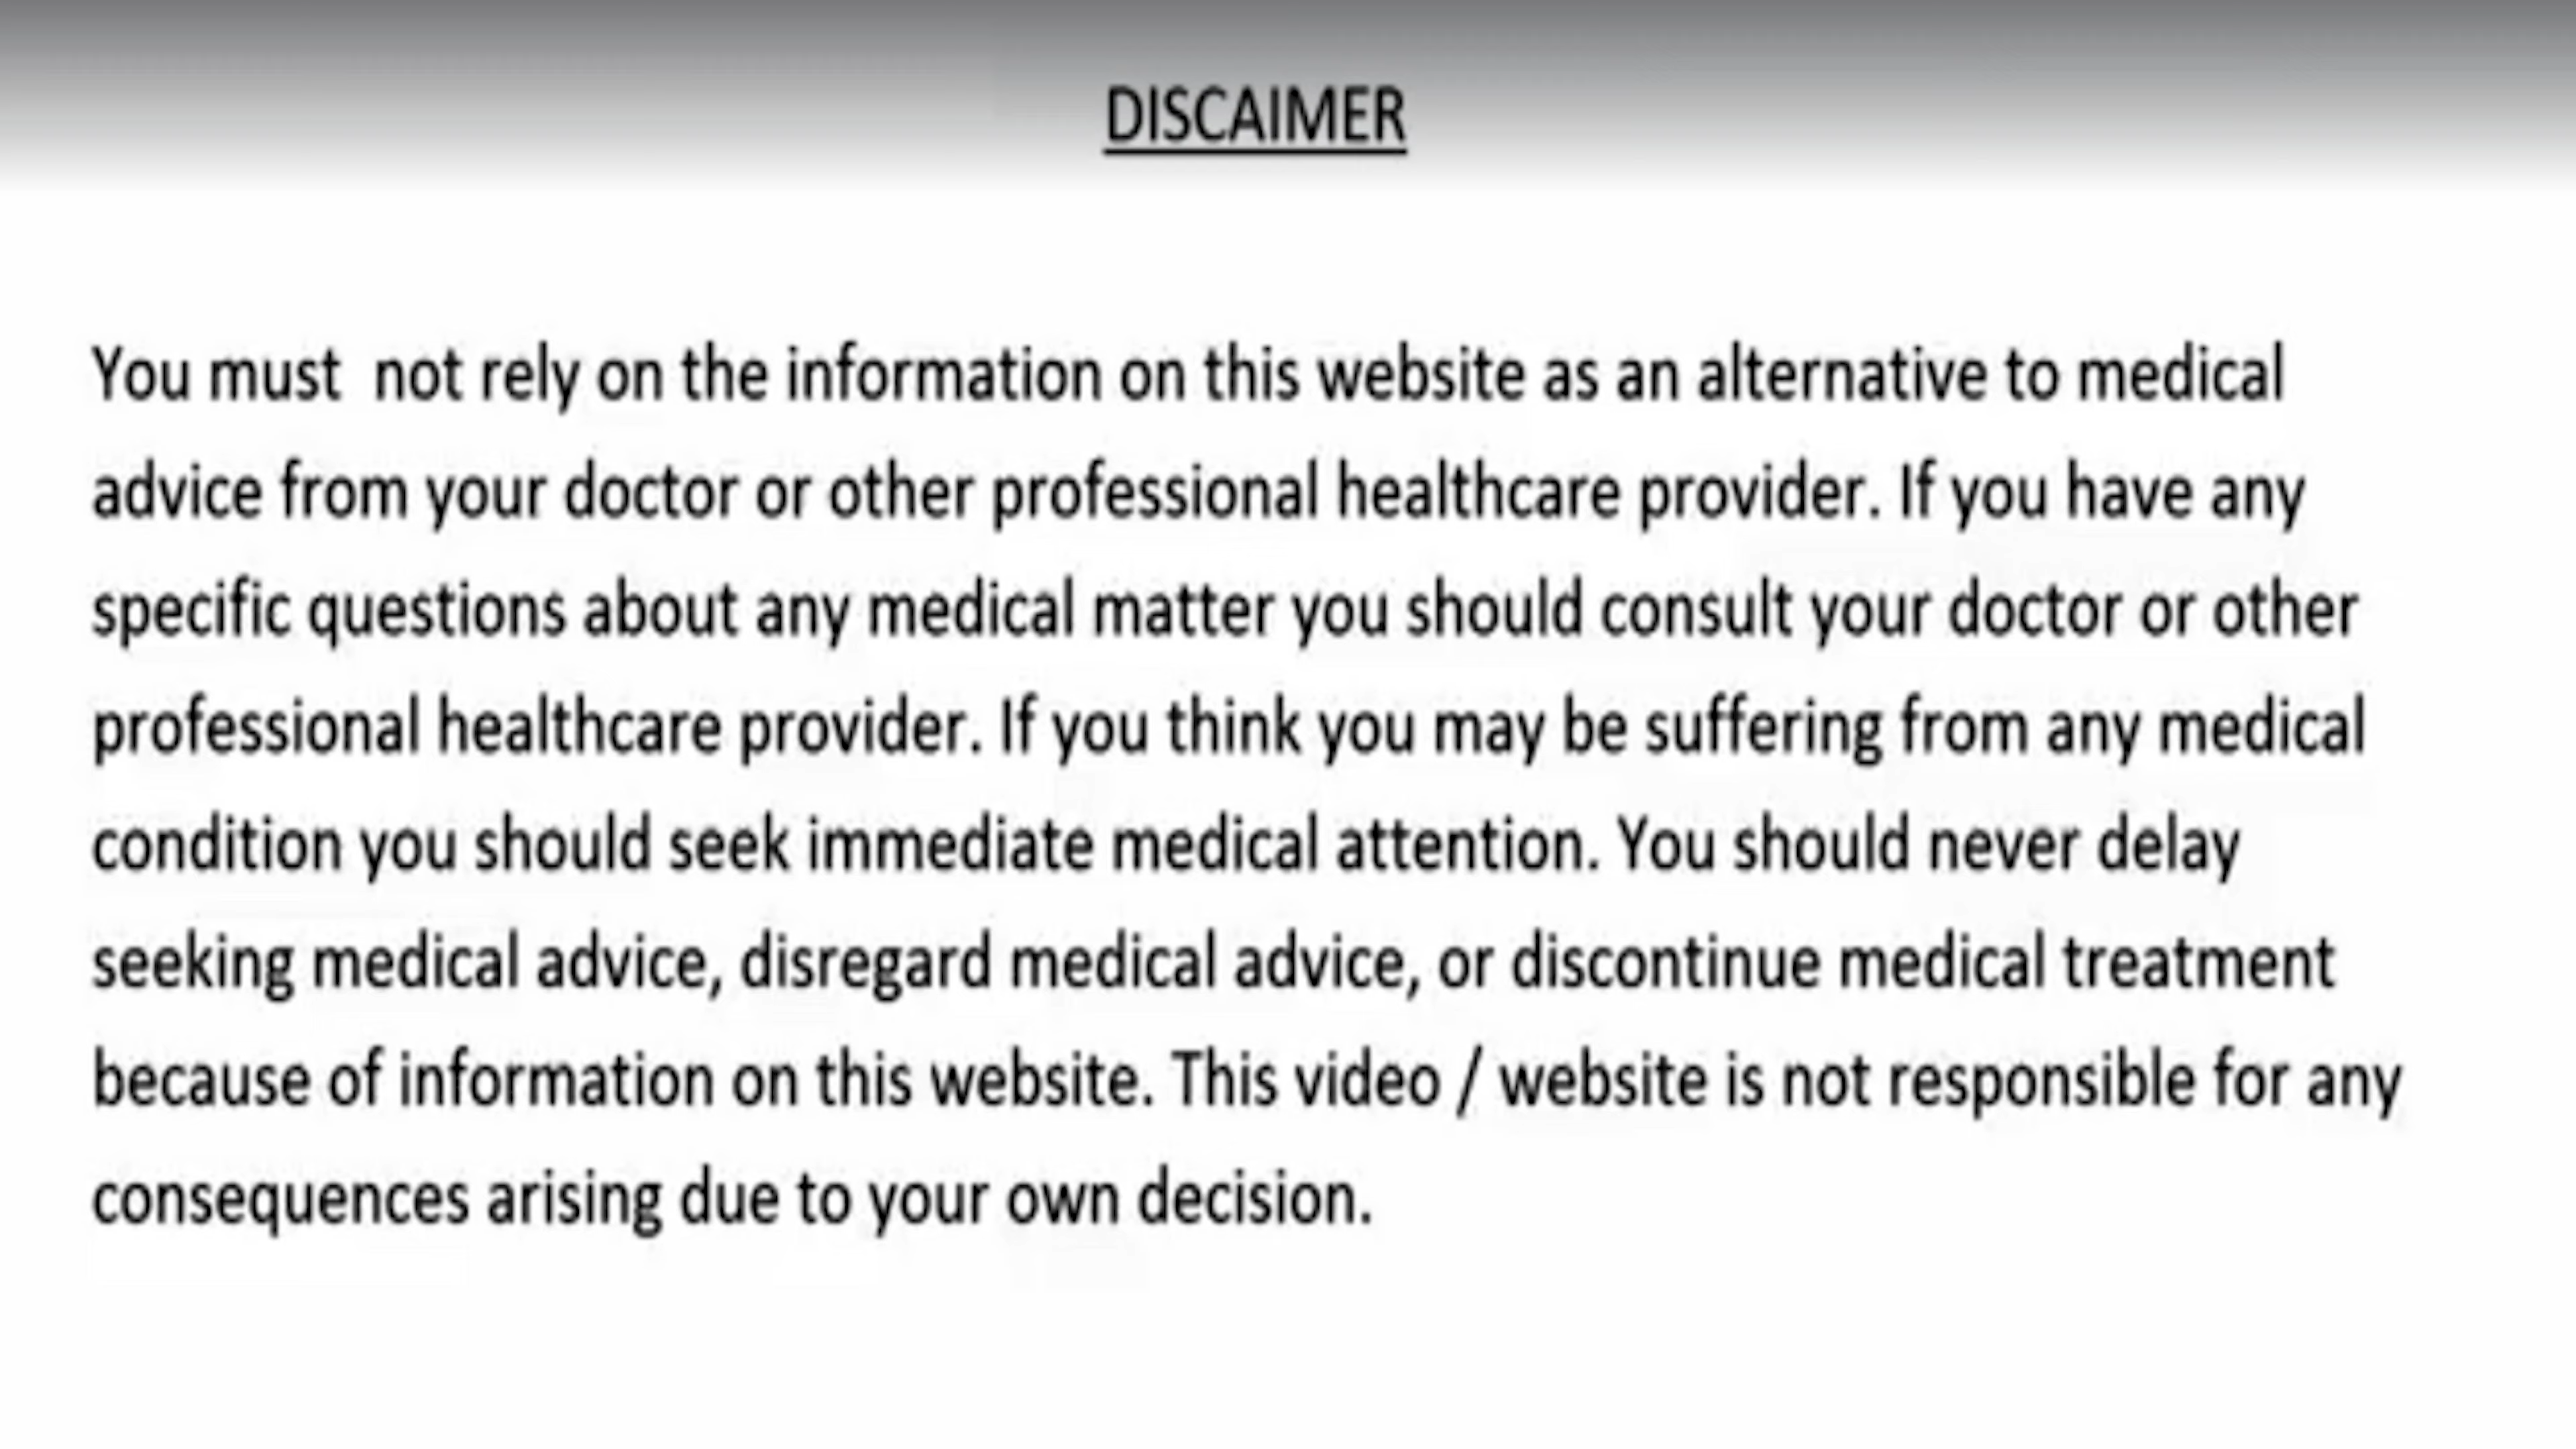 DISCAIMER
You must  not rely on the information on this website as an alternative to medical
advice from your doctor or other professional healthcare provider. If you have any
specific questions about any medical matter you should consult your doctor or other
professional healthcare provider. If you think you may be suffering from any medical
condition you should seek immediate medical attention. You should never delay
seeking medical advice, disregard medical advice, or discontinue medical treatment
because of information on this website. This video / website is not responsible for any
consequences arising due to your own decision.